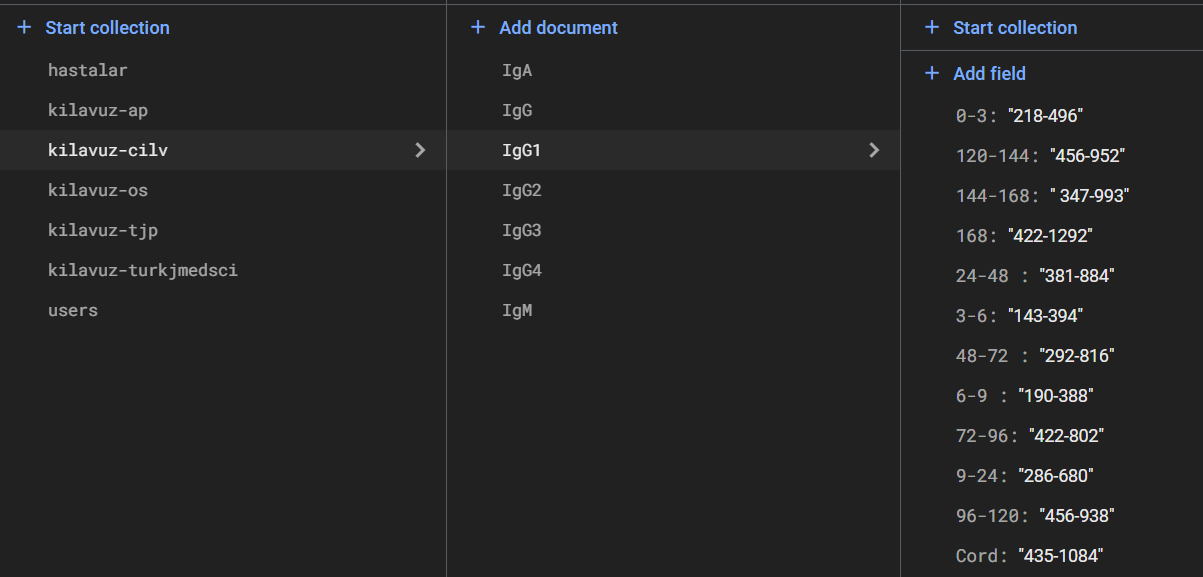 Start collection
hastalar
kilavuz-ap
kilavuz-cilv
kilavuz-os
kilavuz-tjp
kilavuz-turkjmedsci
users
Add document
IgA
IgG
IgG1
IgG2
IgG3
IgG4
IgM
Start collection
Add field
0-3: "218-496"
120-144: "456-952"
144-168: " 347-993"
168: "422-1292"
24-48 : "381-884"
3-6: "143-394"
48-72 : "292-816"
6-9 : "190-388"
72-96: "422-802"
9-24: "286-680"
96-120: "456-938"
Cord: "435-1084"